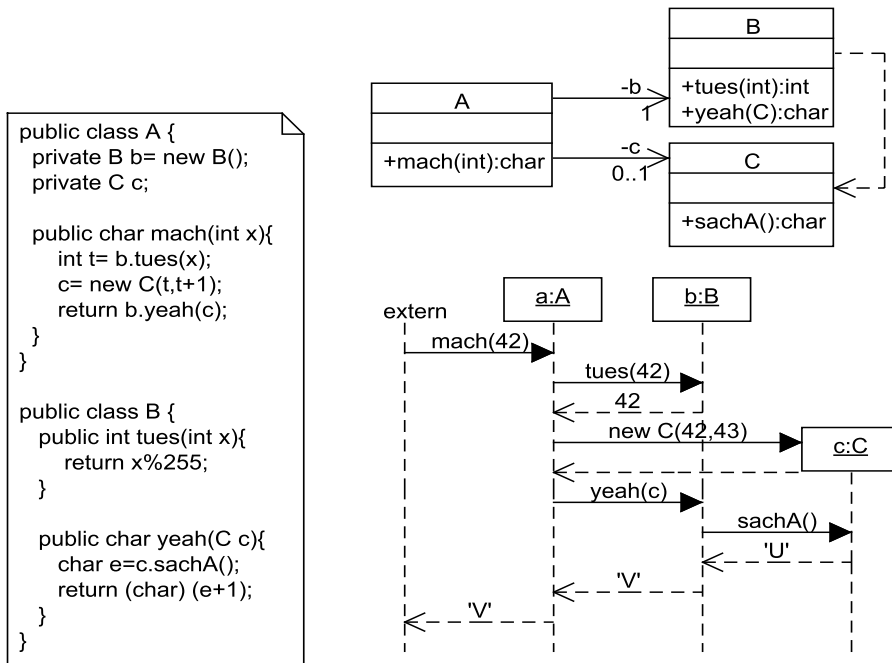 public class A {
private B b= new B();
private C c;
public char mach(int x){
int t= b.tues(x);
c= new C(t,t+1);
return b.yeah(c);
}
}
public class B {
public int tues(int x){
return x%255;
}
public char yeah(C c){
char e=c.sachA();
return (char) (e+1);
}
}
A
+mach(int):char
-b
1
-c
0..1
B
+tues(int):int
+yeah(C):char
C
+sachA():char
extern
a:A
b:B
mach(42)
tues(42)
42
new C(42,43)
c:C
yeah(c)
sachA()
'U'
'V'
'V'